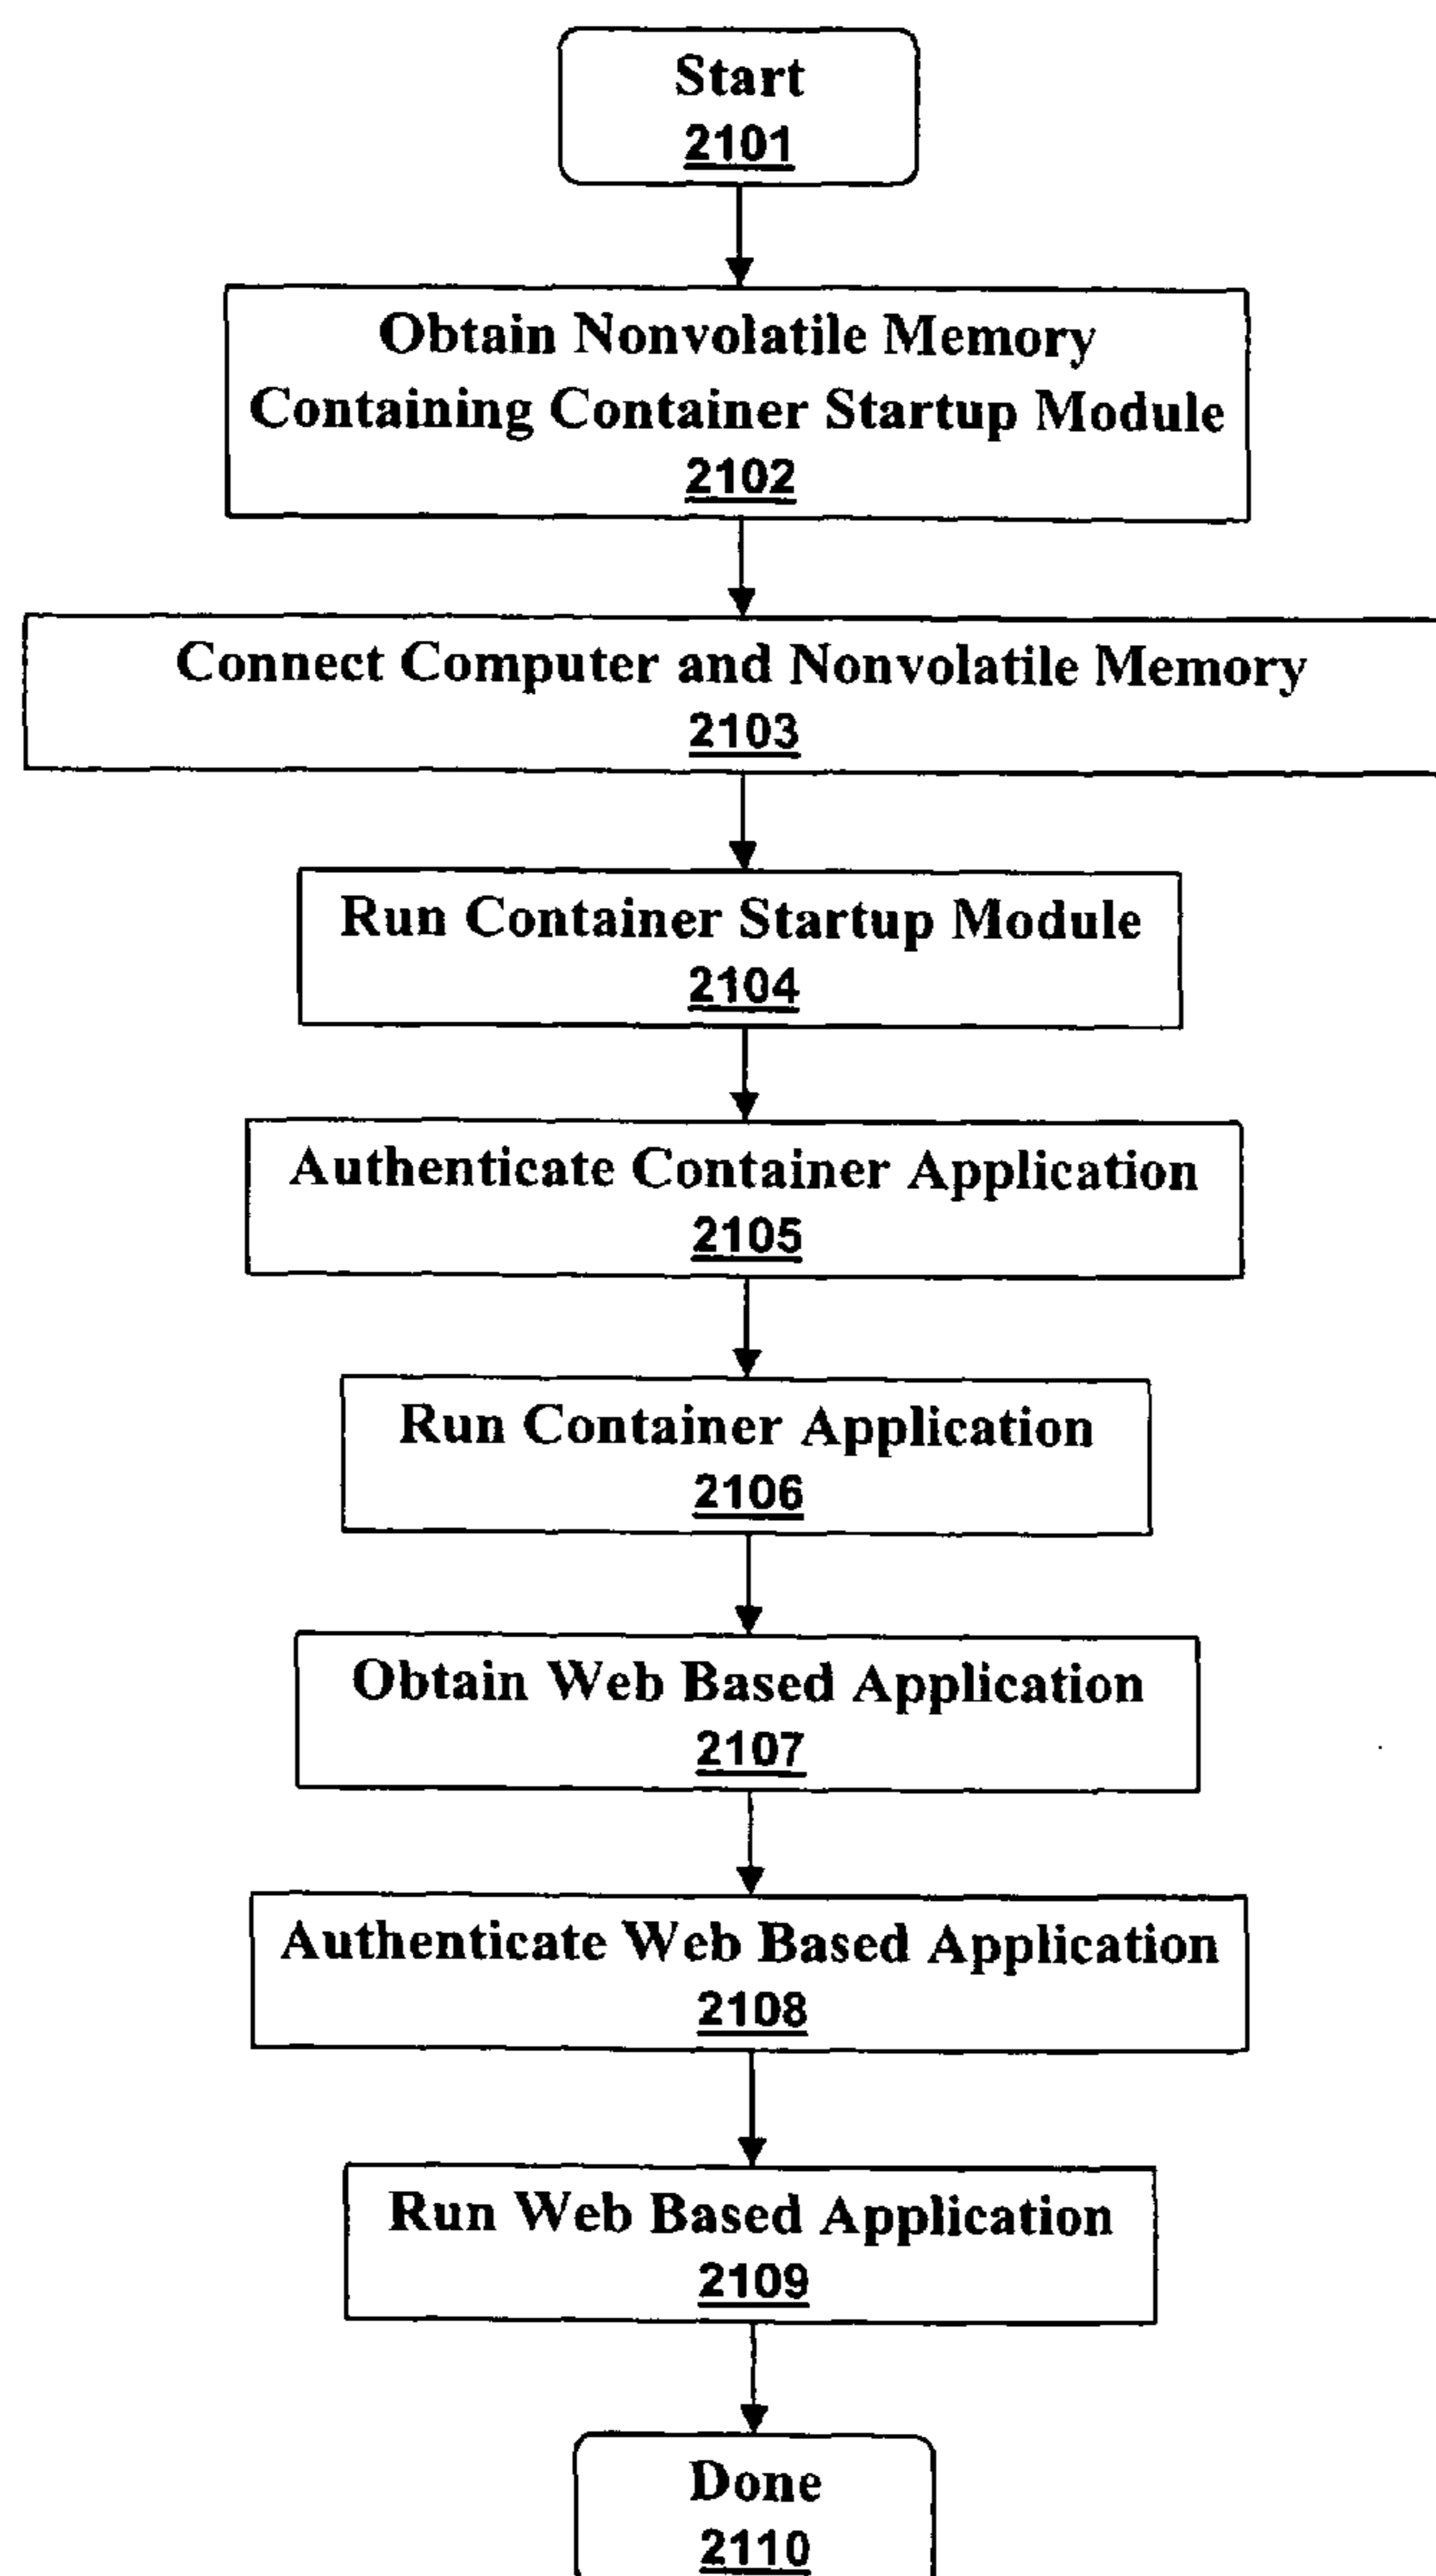 Start
2101
Obtain Nonvolatile Memory
Containing Container Startup Module
2102
Connect Computer and Nonvolatile Memory
2103
Run Container Startup Module
2104
Authenticate Container Application
2105
Run Container Application
2106
Obtain Web Based Application
2107
Authenticate Web Based Application
2108
Run Web Based Application
2109
Done
2110